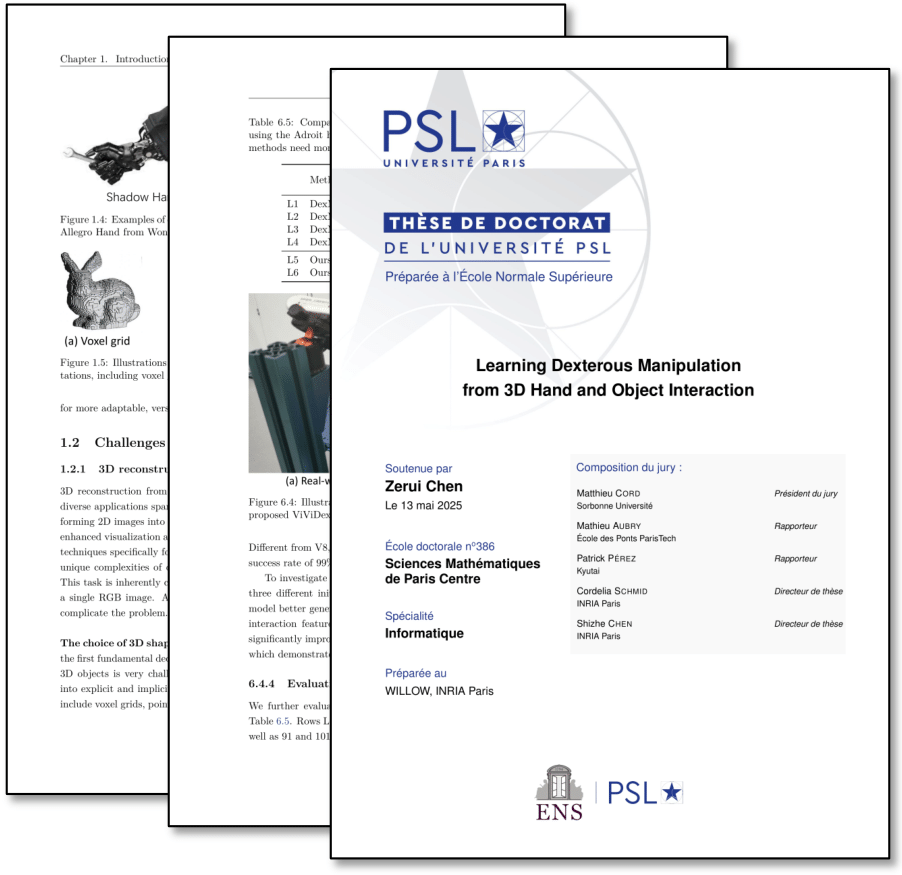 Chapter 1. Introduction
Shadow Ha
Figure 1.4: Examples of
Allegro Hand from Won
(a) Voxel grid
Figure 1.5: Illustrations
tations, including voxel
for more adaptable, vers
1.2 Challenges
1.2.1 3D reconstru
3D reconstruction from
diverse applications spa
forming 2D images into
enhanced visualization a
techniques specifically fo
unique complexities of
This task is inherently c
a single RGB image. A
complicate the problem.
The choice of 3D shap
the first fundamental dec
3D objects is very chall
into explicit and implici
include voxel grids, poin
Table 6.5: Compa
using the Adroit
methods need mor
Met
L1 Dex
L2 Dex
L3 Dex
L4 Dex
L5 Ours
L6 Ours
(a) Real-w
Figure 6.4: Illustra
proposed ViViDex
Different from V8,
success rate of 99%
To investigate
three different ini
model better gene
interaction feature
significantly impro
which demonstrate
6.4.4 Evaluat
We further evalua
Table 6.5. Rows L
well as 91 and 101
PSL
UNIVERSITÉ PARIS
THÈSE DE DOCTORAT
DE L'UNIVERSITÉ PSL
Préparée à l'École Normale Supérieure
Learning Dexterous Manipulation
from 3D Hand and Object Interaction
Soutenue par
Zerui Chen
Le 13 mai 2025
École doctorale nº386
Sciences Mathématiques
de Paris Centre
Spécialité
Informatique
Préparée au
WILLOW, INRIA Paris
Composition du jury :
Matthieu CORD Président du jury
Sorbonne Université
Mathieu AUBRY Rapporteur
École des Ponts ParisTech
Patrick PÉREZ Rapporteur
Kyutai
Cordelia SCHMID Directeur de thèse
INRIA Paris
Shizhe CHEN Directeur de thèse
INRIA Paris
ENS
PSL